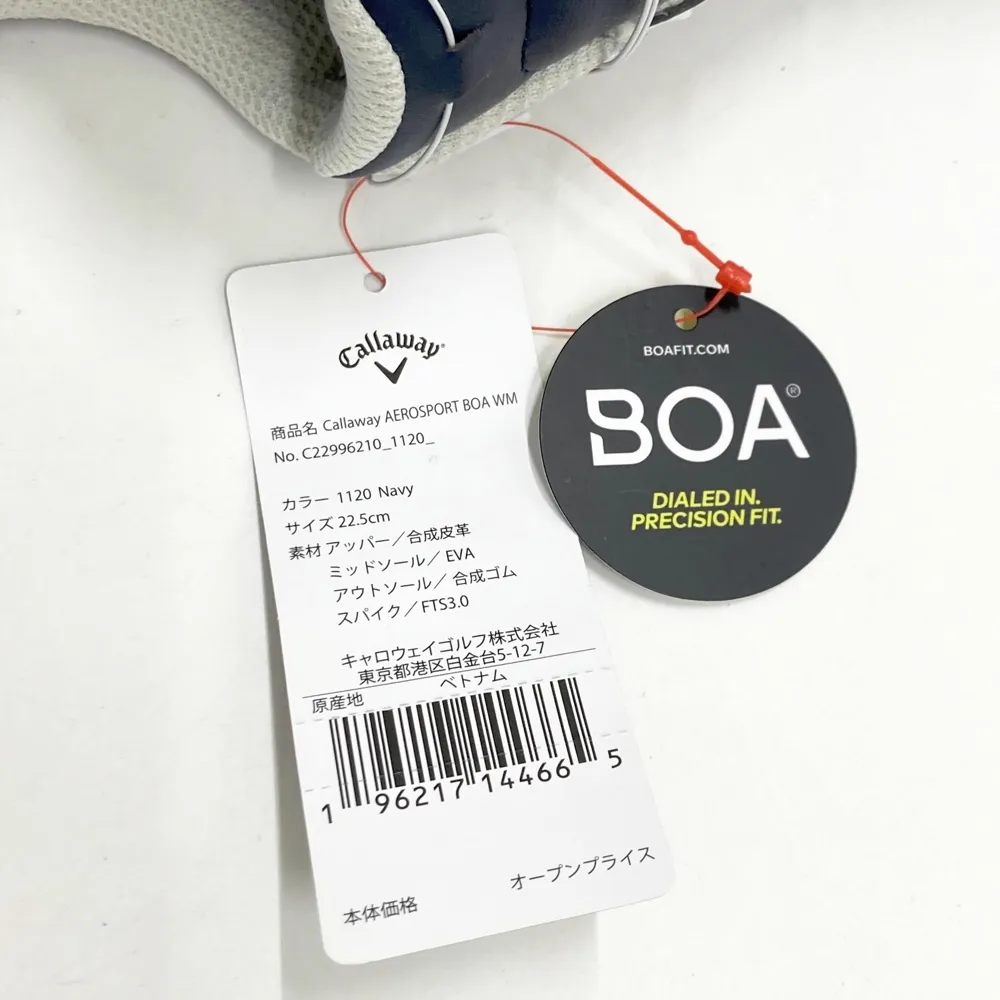 Callaway
商品名 Callaway AEROSPORT BOA WM
No. C22996210_1120_
カラー 1120 Navy
サイズ 22.5cm
素材 アッパー／合成皮革
ミッドソール／ EVA
アウトソール／ 合成ゴム
スパイク／FTS3.0
キャロウェイゴルフ株式会社
東京都港区白金台5-12-7
原産地 ベトナム
1 96217 14466 5
オープンプライス
本体価格
BOAFIT.COM
BOA®
DIALED IN.
PRECISION FIT.